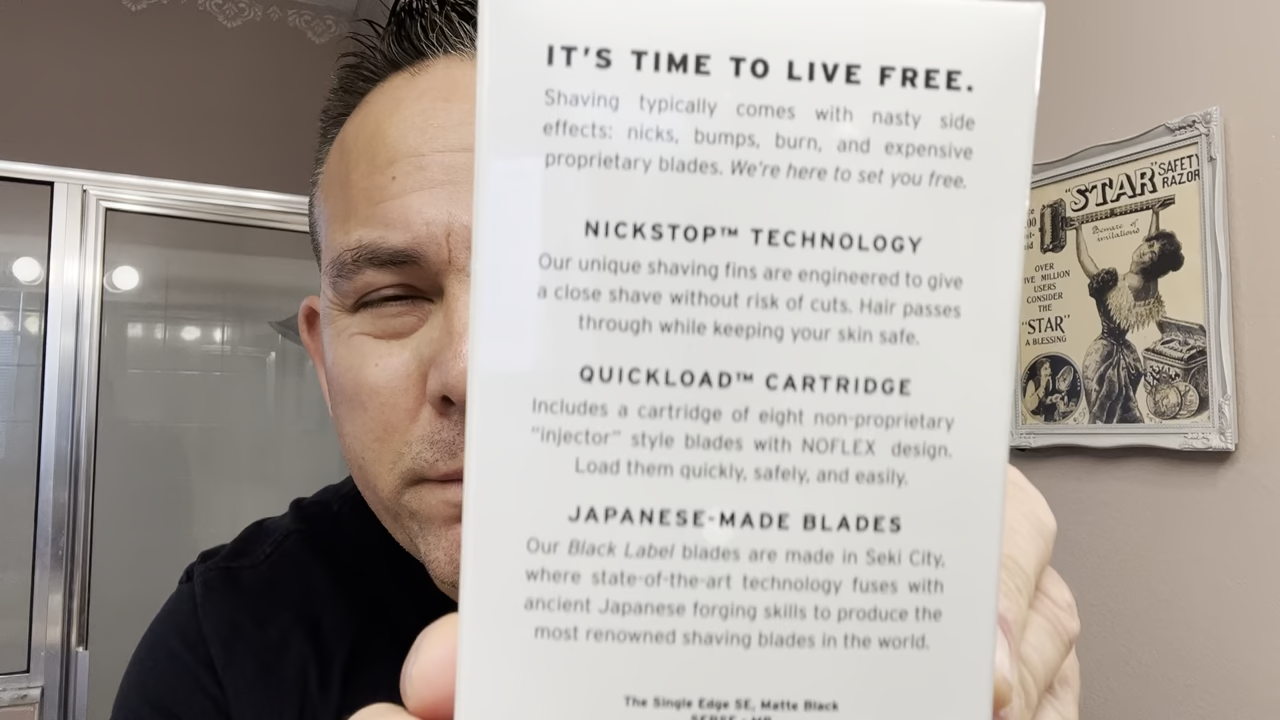 IT'S TIME TO LIVE FREE.
Shaving typically comes with nasty side
effects: nicks, bumps, burn, and expensive
proprietary blades. We're here to set you free.
NICKSTOP™ TECHNOLOGY
Our unique shaving fins are engineered to give
a close shave without risk of cuts. Hair passes
through while keeping your skin safe.
QUICKLOAD™ CARTRIDGE
Includes a cartridge of eight non-proprietary
"injector" style blades with NOFLEX design.
Load them quickly, safely, and easily.
JAPANESE-MADE BLADES
Our Black Label blades are made in Seki City,
where state-of-the-art technology fuses with
ancient Japanese forging skills to produce the
most renowned shaving blades in the world.
The Single Edge SE, Matte Black
"STAR" SAFETY
RAZOR
Beware of
imitations
OVER
MILLION
USERS
CONSIDER
THE
"STAR"
A BLESSING